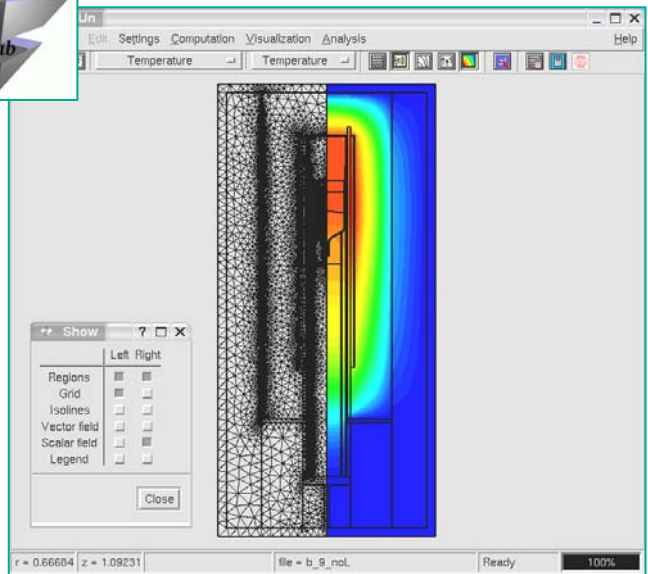 ab
Un
Edit Settings Computation Visualization Analysis Help
Temperature Temperature
Show ?
Left Right
Regions
Grid
Isolines
Vector field
Scalar field
Legend
Close
r = 0.66684 z = 1.09231 file = b_9_noL Ready 100%